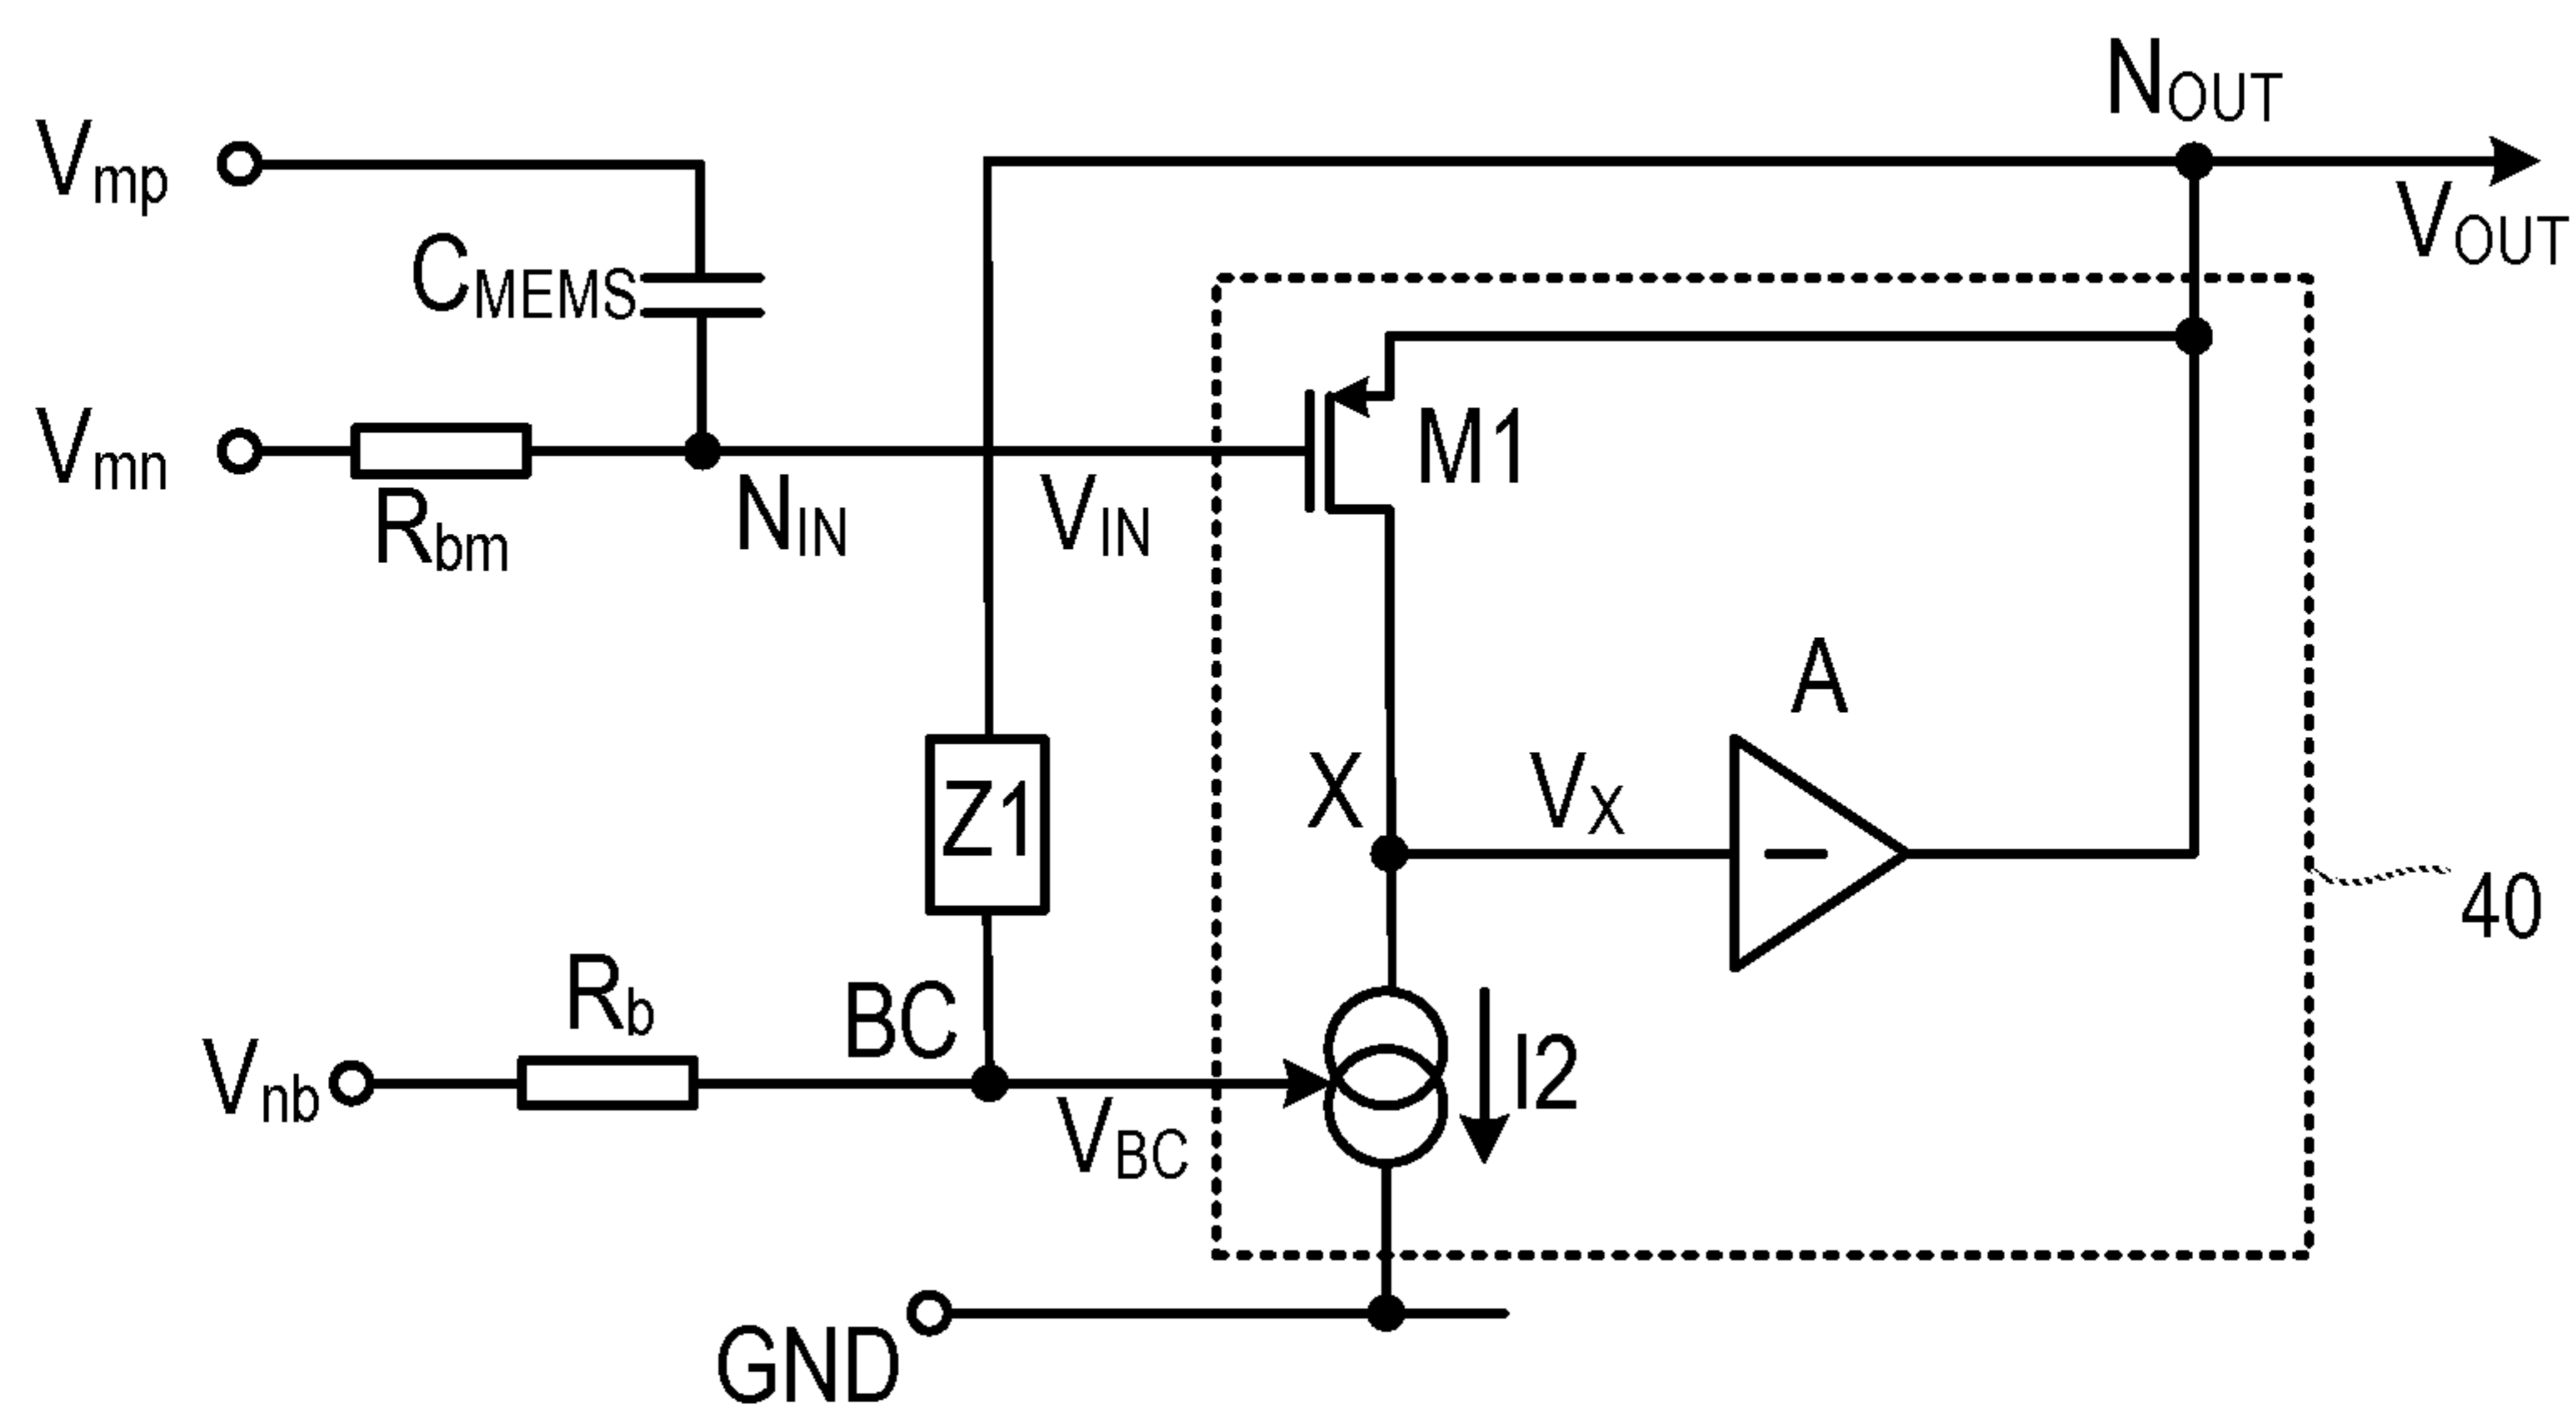 NOUT
Vmp
VOUT
CMEMS
Vmn
M1
Rbm
NIN
VIN
A
X
VX
Z1
40
Rb
BC
I2
Vnb
VBC
GND